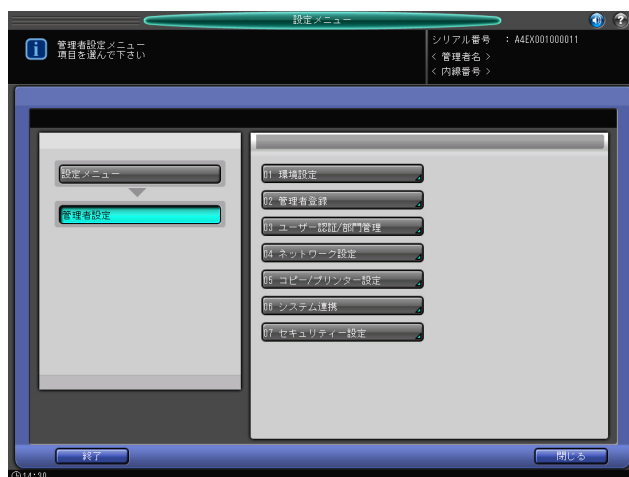 設定メニュー
管理者設定メニュー
項目を選んで下さい
シリアル番号 : A4EX001000011
< 管理者名 >
< 内線番号 >
設定メニュー
管理者設定
01 環境設定
02 管理者登録
03 ユーザー認証/部門管理
04 ネットワーク設定
05 コピー/プリンター設定
06 システム連携
07 セキュリティー設定
終了
閉じる
14:20